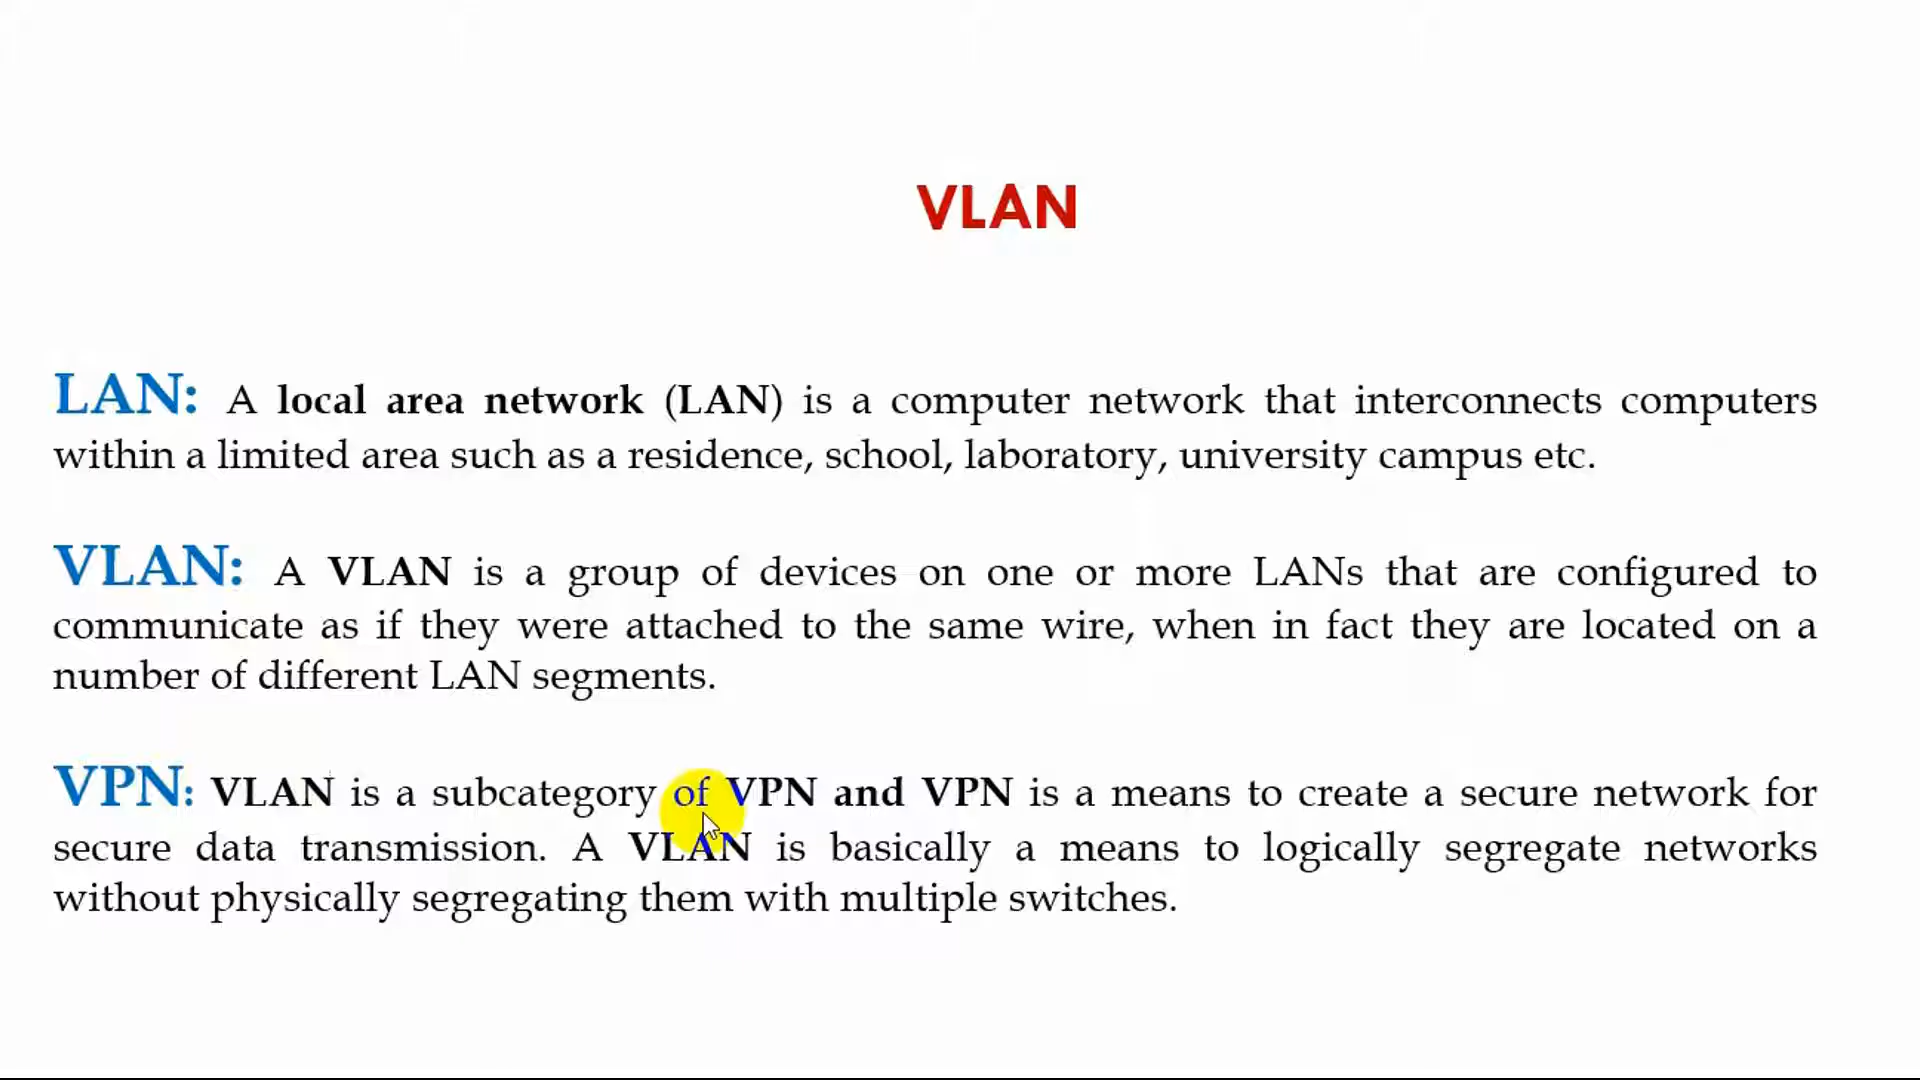 VLAN
LAN: A local area network (LAN) is a computer network that interconnects computers
within a limited area such as a residence, school, laboratory, university campus etc.
VLAN: A VLAN is a group of devices on one or more LANs that are configured to
communicate as if they were attached to the same wire, when in fact they are located on a
number of different LAN segments.
VPN: VLAN is a subcategory of VPN and VPN is a means to create a secure network for
secure data transmission. A VLAN is basically a means to logically segregate networks
without physically segregating them with multiple switches.